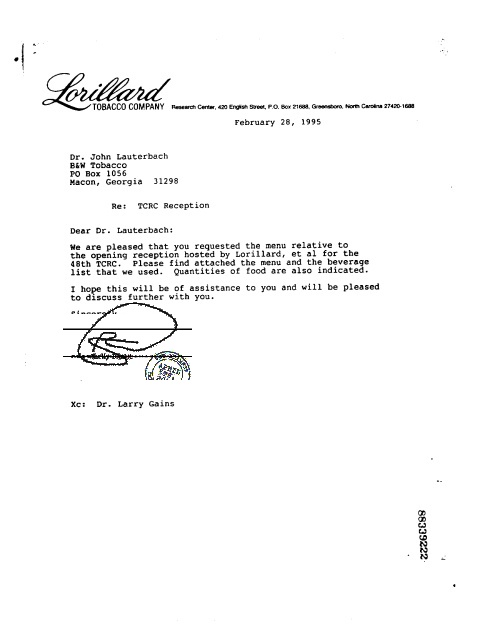 Lorillard
TOBACCO COMPANY Research Center, 420 English Street, P.O. Box 21688, Greensboro, North Carolina 27420-1688
February 28, 1995
Dr. John Lauterbach
B&W Tobacco
PO Box 1056
Macon, Georgia 31298
Re: TCRC Reception
Dear Dr. Lauterbach:
We are pleased that you requested the menu relative to
the opening reception hosted by Lorillard, et al for the
48th TCRC. Please find attached the menu and the beverage
list that we used. Quantities of food are also indicated.
I hope this will be of assistance to you and will be pleased
to discuss further with you.
Xc: Dr. Larry Gains
88339222